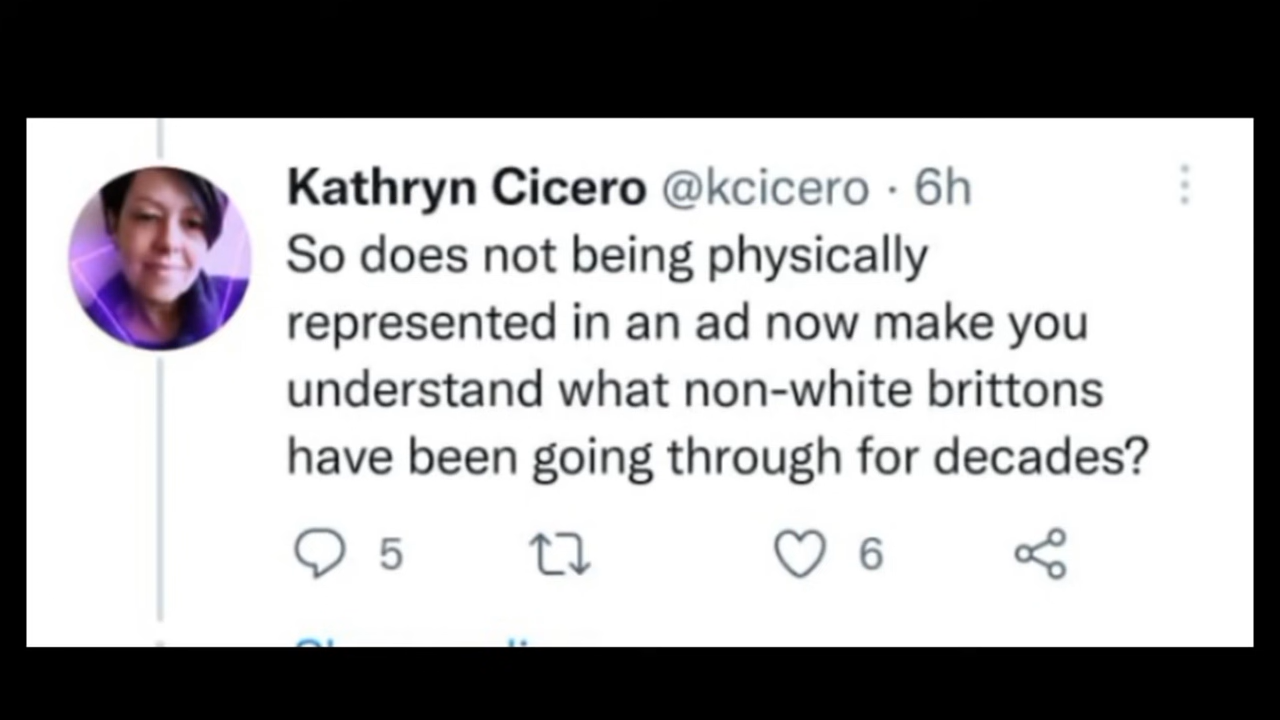 Kathryn Cicero @kcicero · 6h
So does not being physically
represented in an ad now make you
understand what non-white brittons
have been going through for decades?
5 6